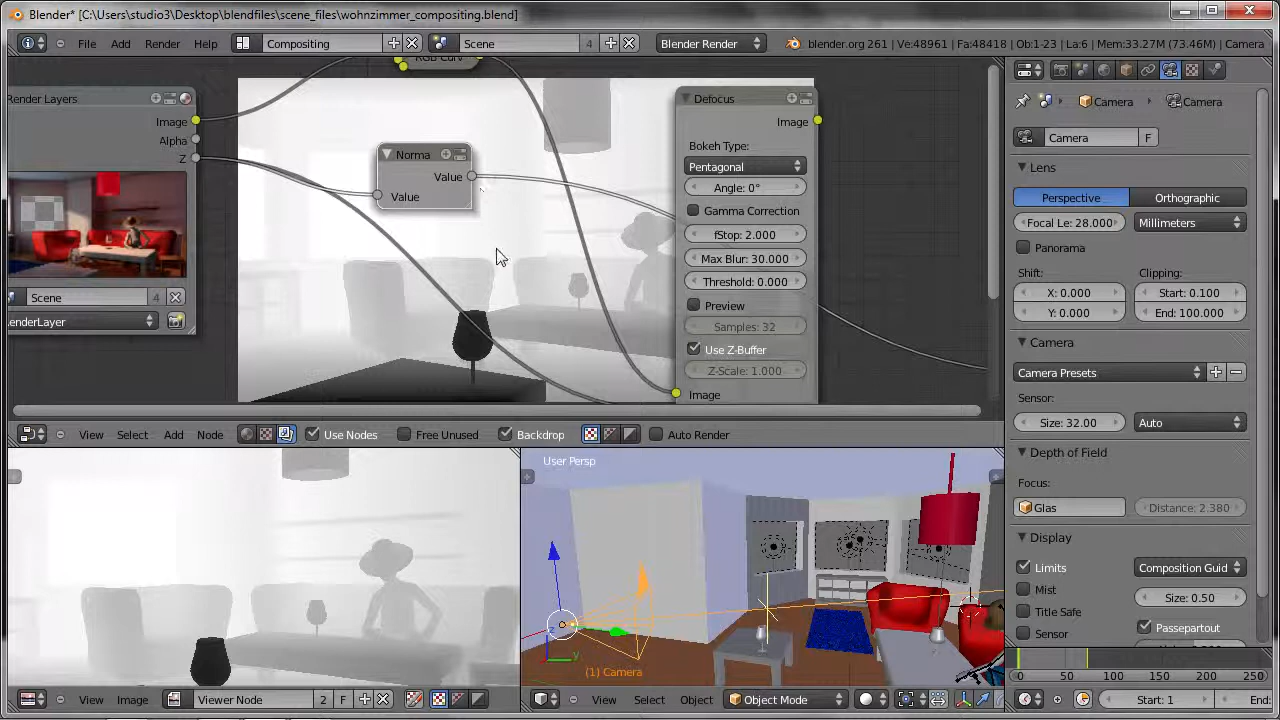 Blender* [C:\Users\studio3\Desktop\blendfiles\scene_files\wohnzimmer_compositing.blend]
File Add Render Help Compositing Scene 4 Blender Render blender.org 261 | Ve:48961 | Fa:48418 | Ob:1-23 | La:6 | Mem:33.27M (73.46M) | Camera
RGB Curv
Render Layers
Image
Alpha
Z
Scene 4
enderLayer
Norma
Value
Value
Defocus
Image
Bokeh Type:
Pentagonal
Angle: 0°
Gamma Correction
fStop: 2.000
Max Blur: 30.000
Threshold: 0.000
Preview
Samples: 32
Use Z-Buffer
Z-Scale: 1.000
Image
Camera Camera
Camera F
Lens
Perspective Orthographic
Focal Le: 28.000 Millimeters
Panorama
Shift: Clipping:
X: 0.000 Start: 0.100
Y: 0.000 End: 100.000
Camera
Camera Presets
Sensor:
Size: 32.00 Auto
Depth of Field
Focus:
Glas Distance: 2.380
Display
Limits Composition Guid
Mist Size: 0.50
Title Safe
Sensor Passepartout
View Select Add Node Use Nodes Free Unused Backdrop Auto Render
User Persp
(1) Camera
View Image Viewer Node 2 F
View Select Object Object Mode
0 50 100 150 200 250
Start: 1 End: